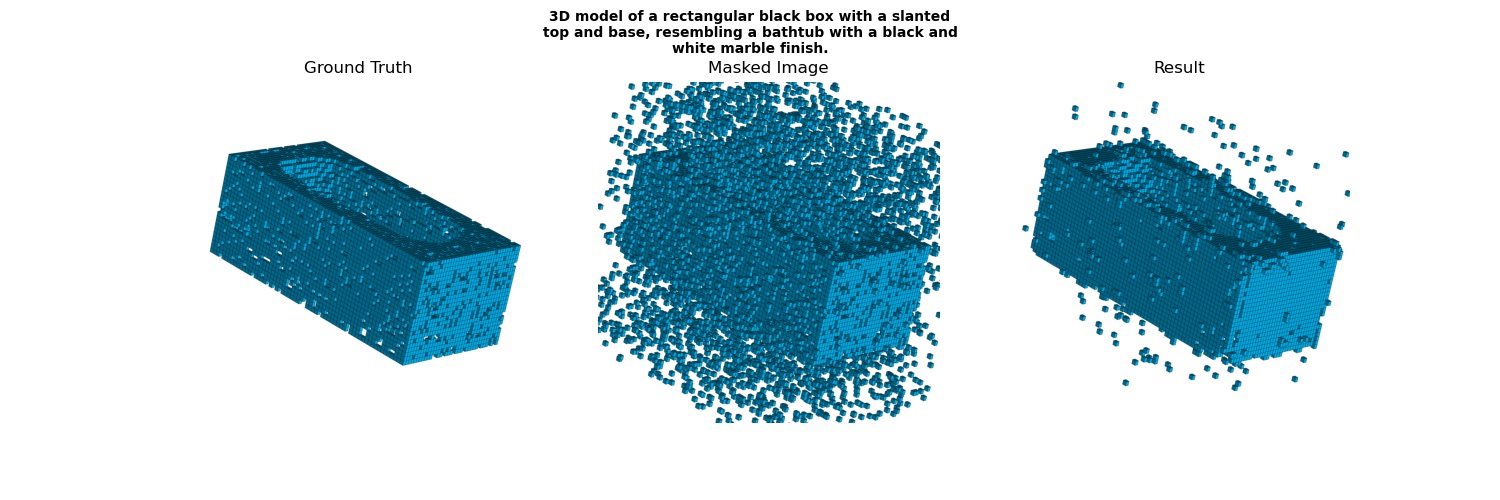 3D model of a rectangular black box with a slanted
top and base, resembling a bathtub with a black and
white marble finish.
Ground Truth
Masked Image
Result